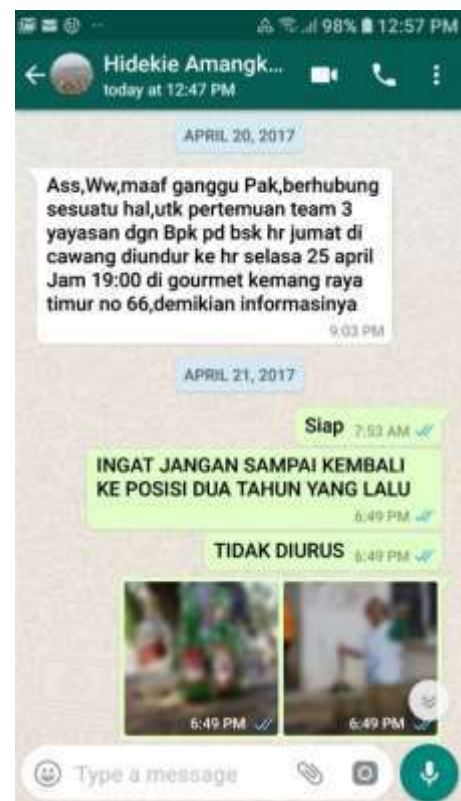 98% 12:57 PM
Hidekie Amangk...
today at 12:47 PM
APRIL 20, 2017
Ass,Ww,maaf ganggu Pak,berhubung
sesuatu hal,utk pertemuan team 3
yayasan dgn Bpk pd bsk hr jumat di
cawang diundur ke hr selasa 25 april
Jam 19:00 di gourmet kemang raya
timur no 66,demikian informasinya
9:03 PM
APRIL 21, 2017
Siap 7:53 AM
INGAT JANGAN SAMPAI KEMBALI
KE POSISI DUA TAHUN YANG LALU
6:49 PM
TIDAK DIURUS 6:49 PM
6:49 PM 6:49 PM
Type a message